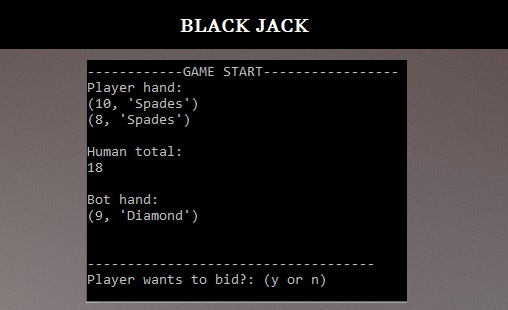 BLACK JACK
------------GAME START-----------------
Player hand:
(10, 'Spades')
(8, 'Spades')
Human total:
18
Bot hand:
(9, 'Diamond')
------------------------------------
Player wants to bid?: (y or n)